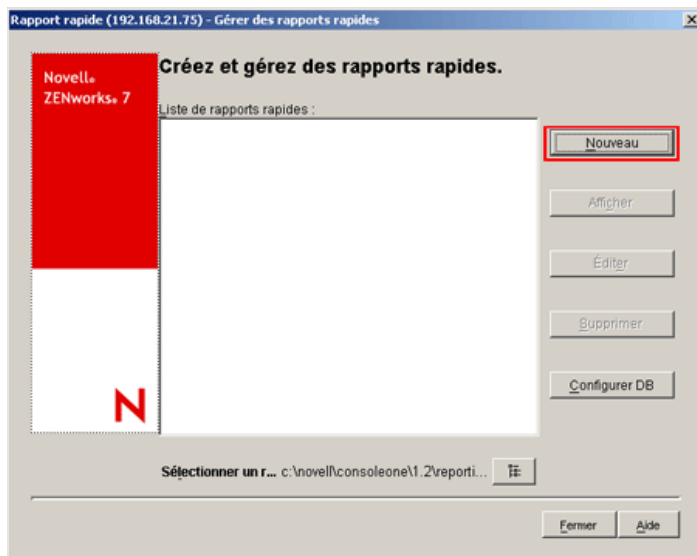 Rapport rapide (192.168.21.75) - Gérer des rapports rapides
Novell®
ZENworks® 7
Créez et gérez des rapports rapides.
Liste de rapports rapides :
Nouveau
Afficher
Éditer
Supprimer
Configurer DB
N
Sélectionner un r... c:\novell\consoleone\1.2\reporti...
Fermer
Aide